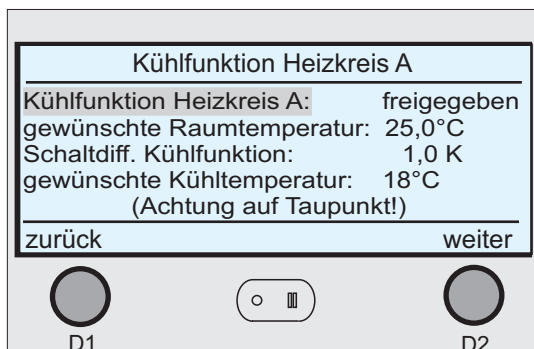 Kühlfunktion Heizkreis A
Kühlfunktion Heizkreis A: freigegeben
gewünschte Raumtemperatur: 25,0°C
Schaltdiff. Kühlfunktion: 1,0 K
gewünschte Kühltemperatur: 18°C
(Achtung auf Taupunkt!)
zurück weiter
D1 D2